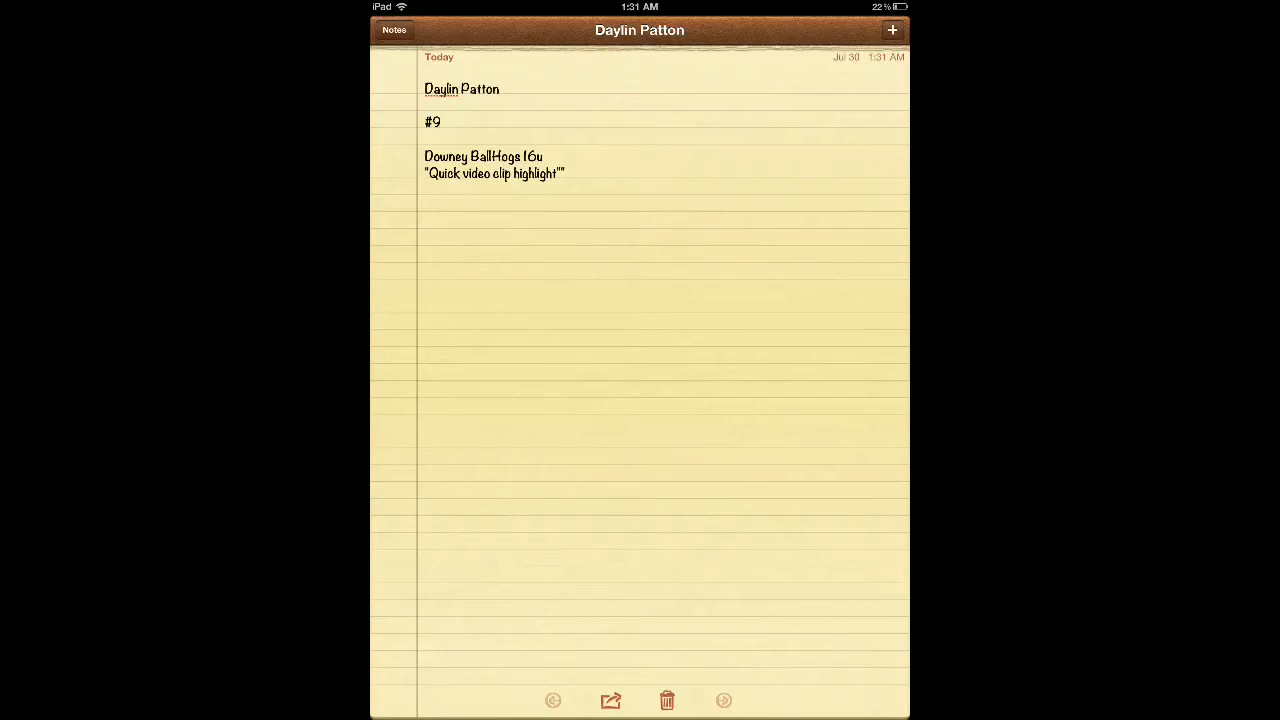 iPad 1:31 AM 22%
Notes Daylin Patton +
Today Jul 30 1:31 AM
Daylin Patton
#9
Downey BallHogs 16u
"Quick video clip highlight""